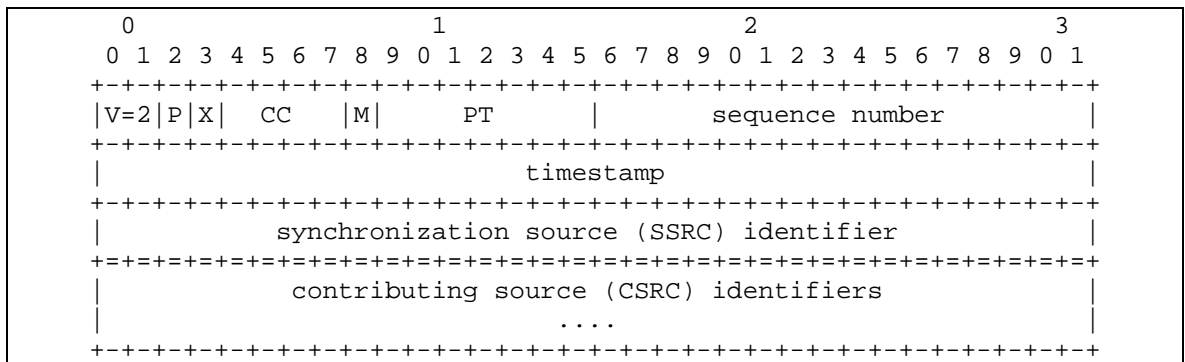 0                   1                   2                   3
 0 1 2 3 4 5 6 7 8 9 0 1 2 3 4 5 6 7 8 9 0 1 2 3 4 5 6 7 8 9 0 1
+-+-+-+-+-+-+-+-+-+-+-+-+-+-+-+-+-+-+-+-+-+-+-+-+-+-+-+-+-+-+-+-+
|V=2|P|X|  CC   |M|     PT      |       sequence number         |
+-+-+-+-+-+-+-+-+-+-+-+-+-+-+-+-+-+-+-+-+-+-+-+-+-+-+-+-+-+-+-+-+
|                           timestamp                           |
+-+-+-+-+-+-+-+-+-+-+-+-+-+-+-+-+-+-+-+-+-+-+-+-+-+-+-+-+-+-+-+-+
|           synchronization source (SSRC) identifier            |
+=+=+=+=+=+=+=+=+=+=+=+=+=+=+=+=+=+=+=+=+=+=+=+=+=+=+=+=+=+=+=+=+
|            contributing source (CSRC) identifiers             |
|                             ....                              |
+-+-+-+-+-+-+-+-+-+-+-+-+-+-+-+-+-+-+-+-+-+-+-+-+-+-+-+-+-+-+-+-+